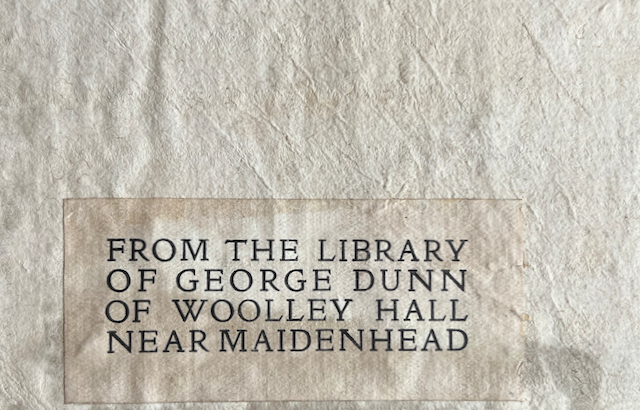 FROM THE LIBRARY
OF GEORGE DUNN
OF WOOLLEY HALL
NEAR MAIDENHEAD